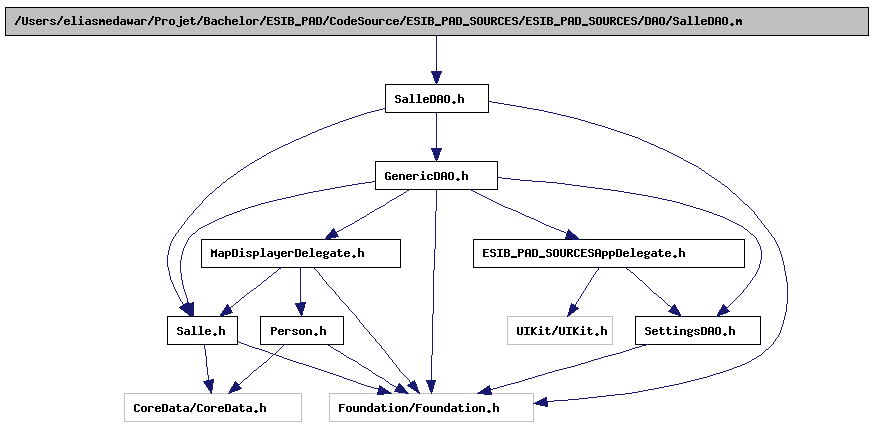 /Users/eliasmedawar/Projet/Bachelor/ESIB_PAD/CodeSource/ESIB_PAD_SOURCES/ESIB_PAD_SOURCES/DAO/SalleDAO.m
SalleDAO.h
GenericDAO.h
MapDisplayerDelegate.h
ESIB_PAD_SOURCESAppDelegate.h
Salle.h
Person.h
UIKit/UIKit.h
SettingsDAO.h
CoreData/CoreData.h
Foundation/Foundation.h